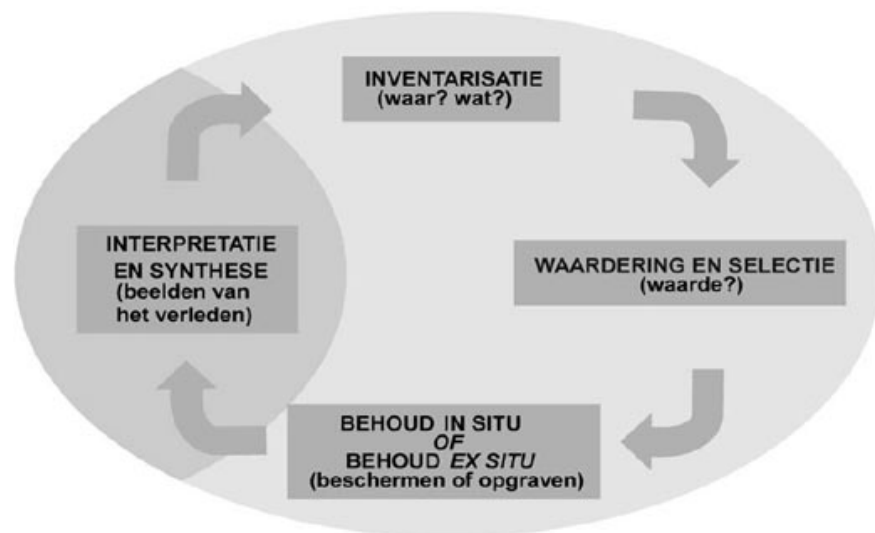 INVENTARISATIE
(waar? wat?)
WAARDERING EN SELECTIE
(waarde?)
BEHOUD IN SITU
OF
BEHOUD EX SITU
(beschermen of opgraven)
INTERPRETATIE
EN SYNTHESE
(beelden van
het verleden)